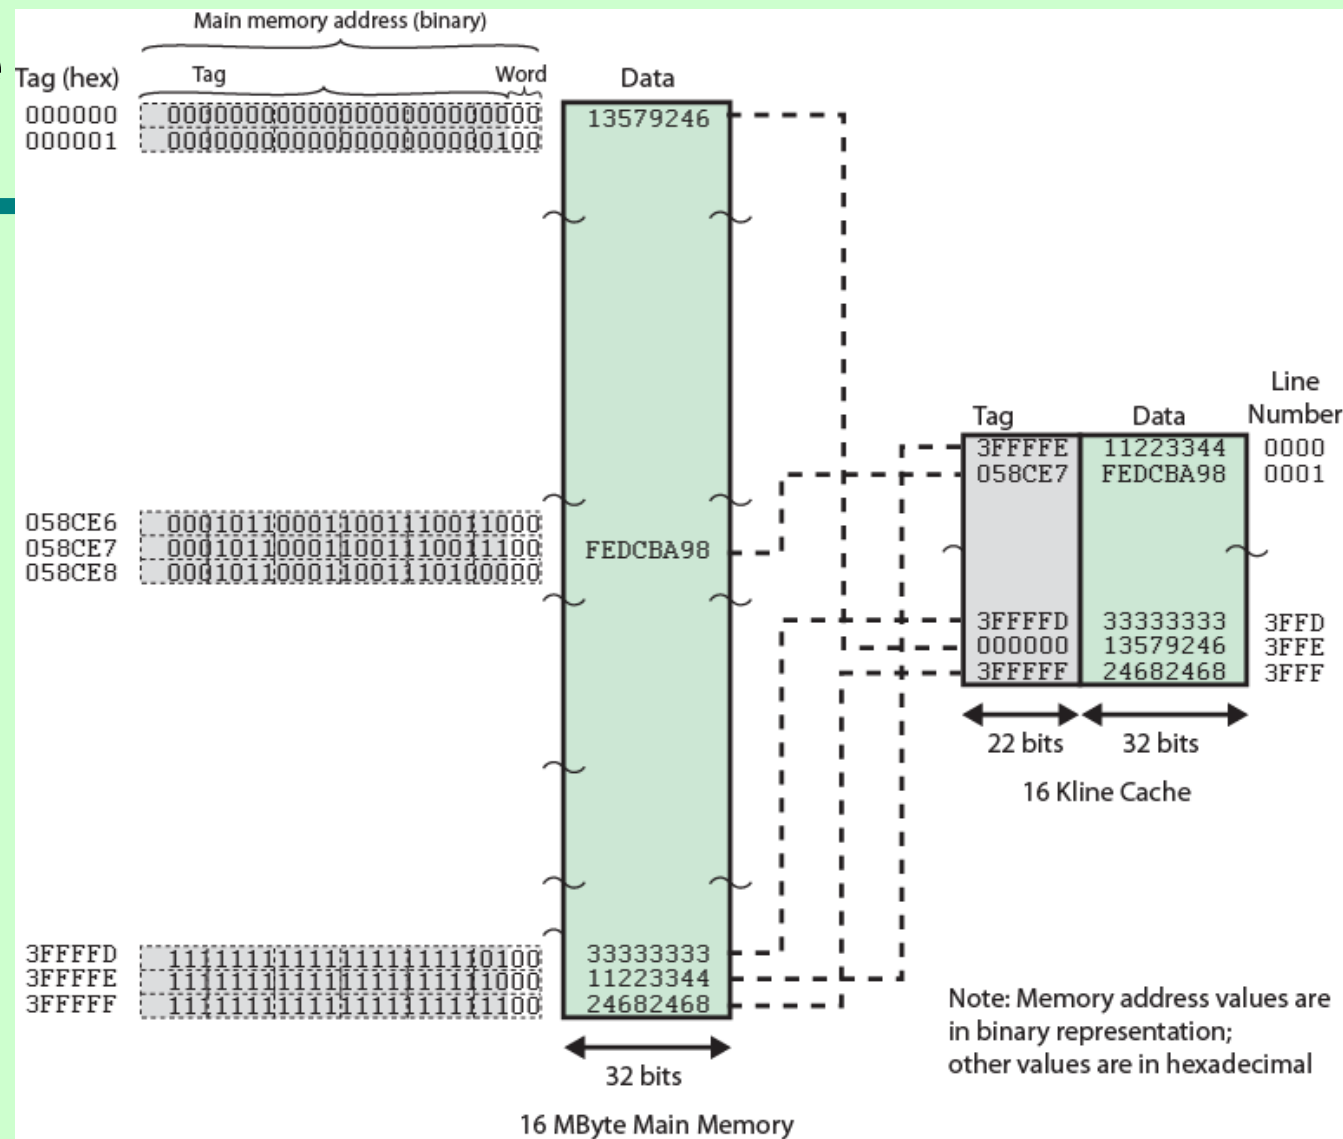 Main memory address (binary)
Tag (hex) Tag Word Data
000000 000000000000000000000000 13579246
000001 000000000000000000000100
Line
Tag Data Number
3FFFFE 11223344 0000
058CE7 FEDCBA98 0001
058CE6 000101100011001110011000
058CE7 000101100011001110011100 FEDCBA98
058CE8 000101100011001110100000
3FFFFD 33333333 3FFD
000000 13579246 3FFE
3FFFFF 24682468 3FFF
22 bits 32 bits
16 Kline Cache
3FFFFD 111111111111111111110100 33333333
3FFFFE 111111111111111111111000 11223344
3FFFFF 111111111111111111111100 24682468
Note: Memory address values are
in binary representation;
other values are in hexadecimal
32 bits
16 MByte Main Memory